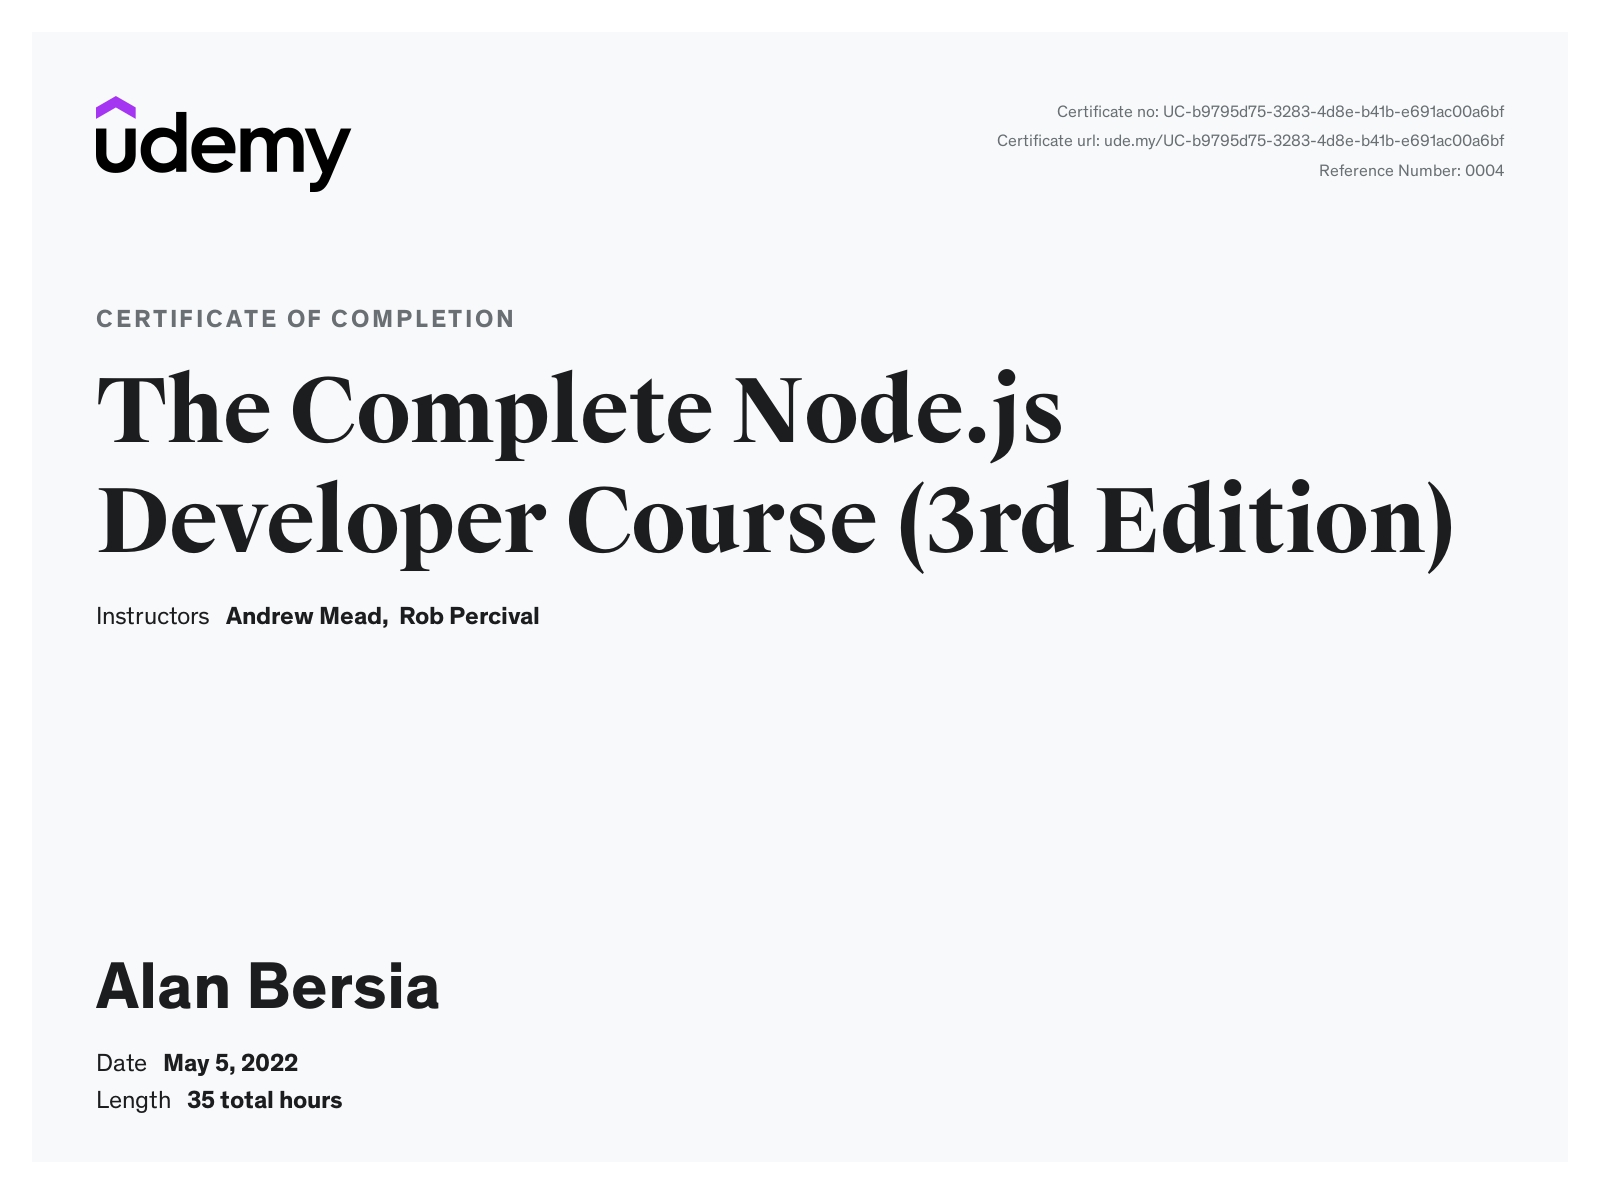 udemy
Certificate no: UC-b9795d75-3283-4d8e-b41b-e691ac00a6bf
Certificate url: ude.my/UC-b9795d75-3283-4d8e-b41b-e691ac00a6bf
Reference Number: 0004
CERTIFICATE OF COMPLETION
The Complete Node.js
Developer Course (3rd Edition)
Instructors Andrew Mead, Rob Percival
Alan Bersia
Date May 5, 2022
Length 35 total hours